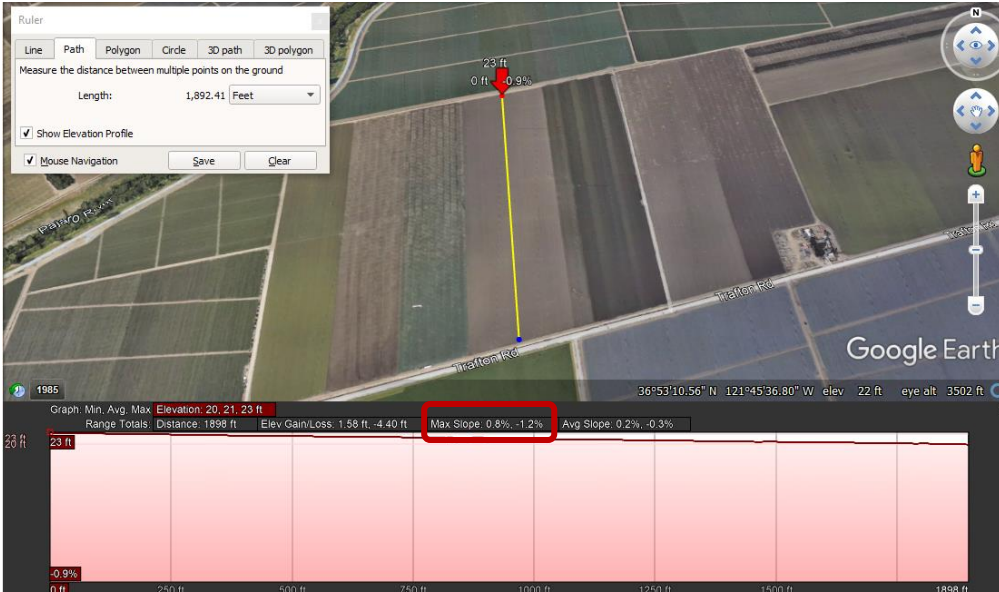 Ruler
Line Path Polygon Circle 3D path 3D polygon
Measure the distance between multiple points on the ground
Length: 1,892.41 Feet
Show Elevation Profile
Mouse Navigation Save Clear
N
23 ft
0 ft -0.9%
Pajaro River
Trafton Rd
Trafton Rd
Trafton Rd
Google Earth
1985
36°53'10.56" N 121°45'36.80" W elev 22 ft eye alt 3502 ft
Graph: Min, Avg, Max Elevation: 20, 21, 23 ft
Range Totals: Distance: 1898 ft Elev Gain/Loss: 1.58 ft, -4.40 ft Max Slope: 0.8%, -1.2% Avg Slope: 0.2%, -0.3%
23 ft
20 ft
23 ft
-0.9%
0 ft 250 ft 500 ft 750 ft 1000 ft 1250 ft 1500 ft 1898 ft